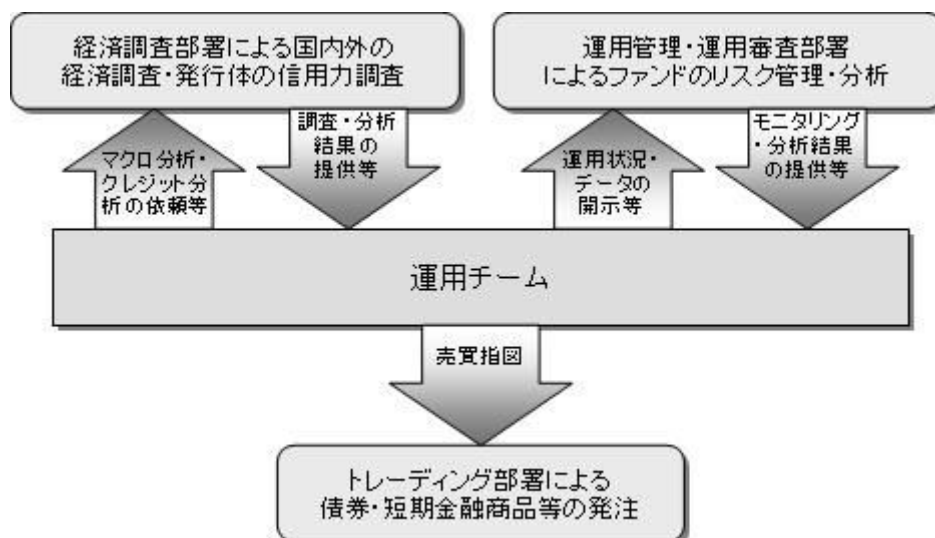 経済調査部署による国内外の
経済調査・発行体の信用力調査
運用管理・運用審査部署
によるファンドのリスク管理・分析
マクロ分析・
クレジット分
析の依頼等
調査・分析
結果の
提供等
運用状況・
データの
開示等
モニタリング
・分析結果
の提供等
運用チーム
売買指図
トレーディング部署による
債券・短期金融商品等の発注